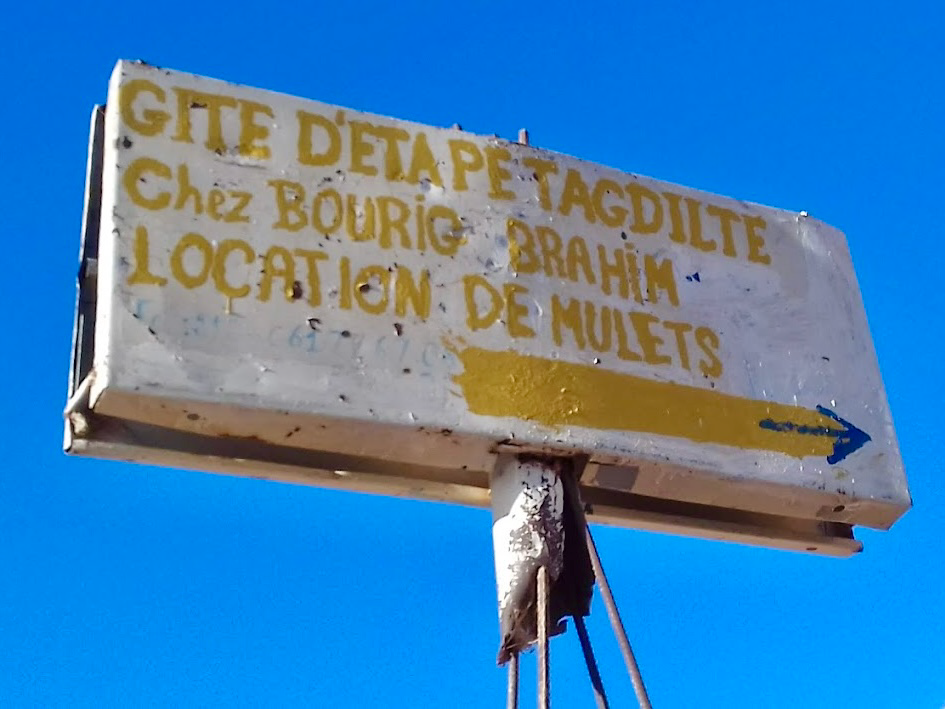 GITE D'ETAPE TAGDILTE
Chez BOURiG BRAHiM
LOCATION DE MULETS